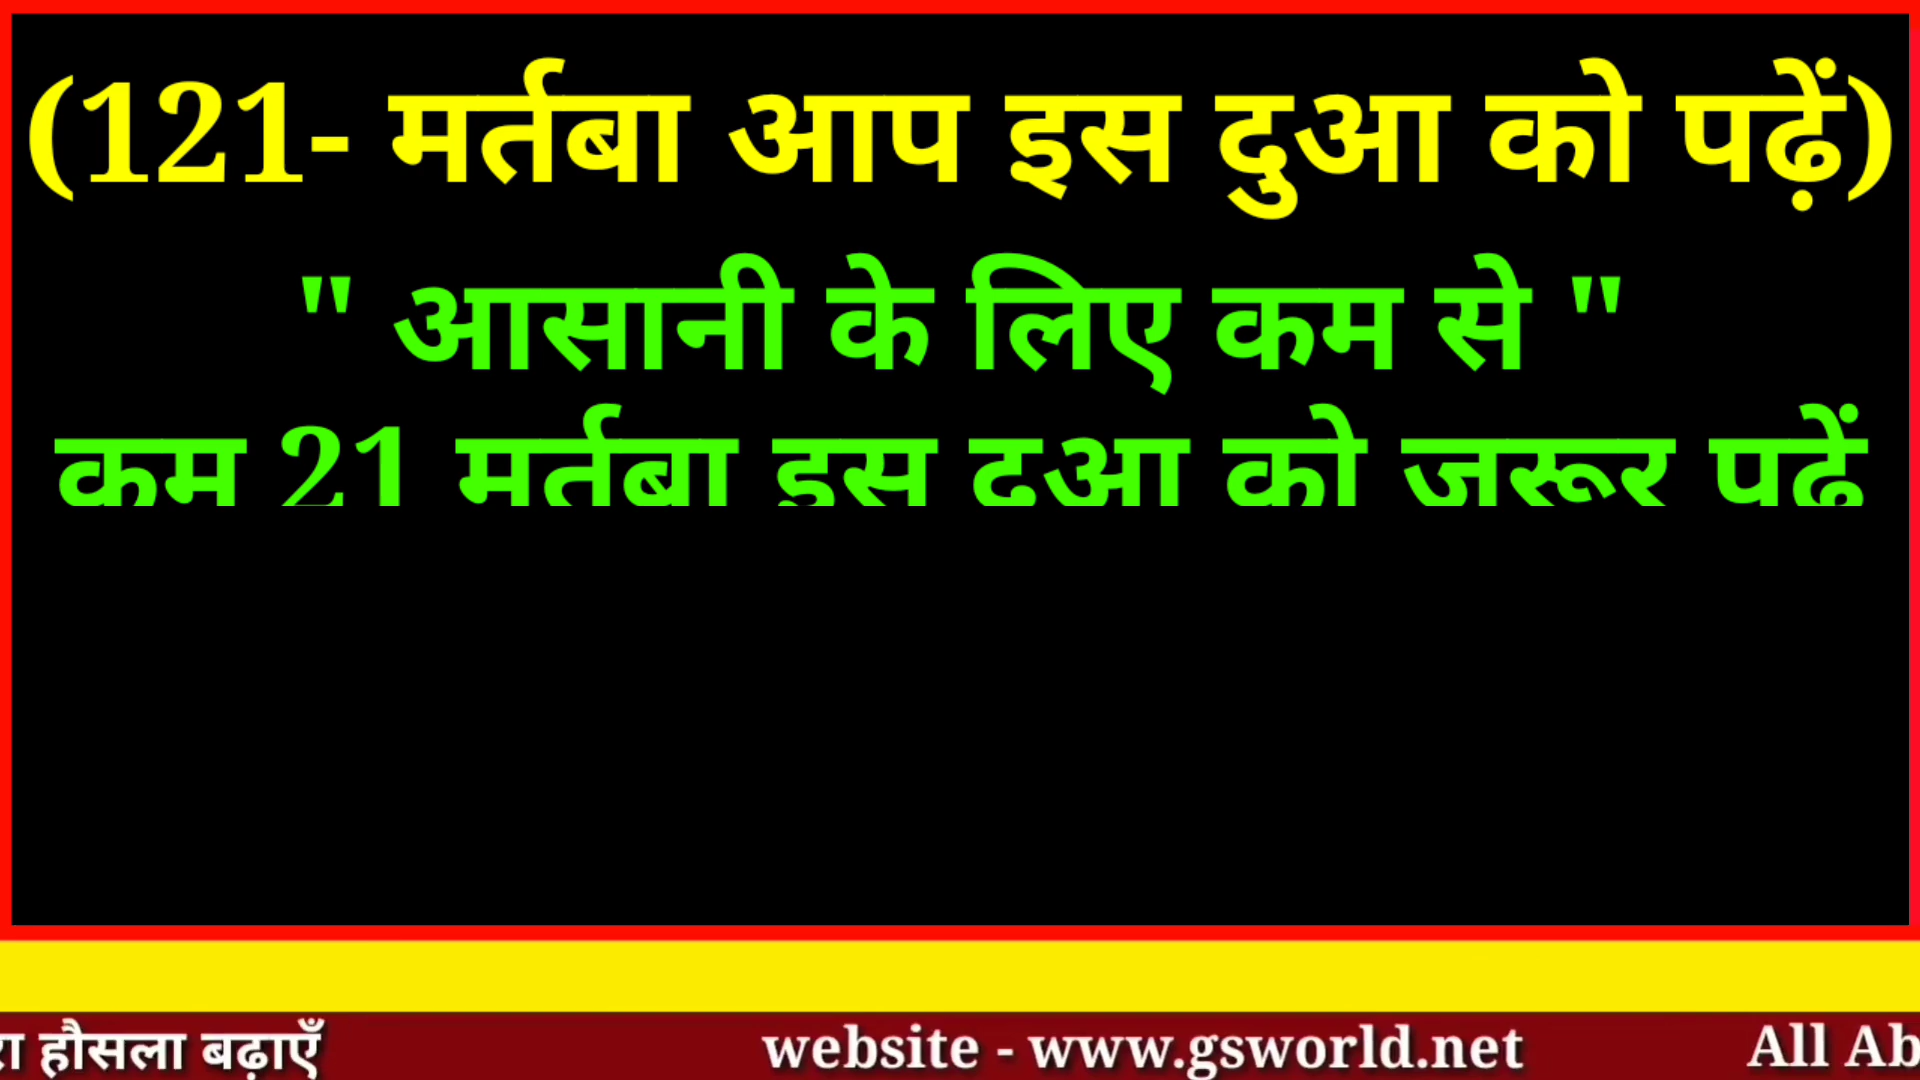 (121- मर्तबा आप इस दुआ को पढ़ें)
" आसानी के लिए कम से "
कम 21 मर्तबा इस दुआ को जरूर पढ़ें
हौसला बढ़ाएँ website - www.gsworld.net All